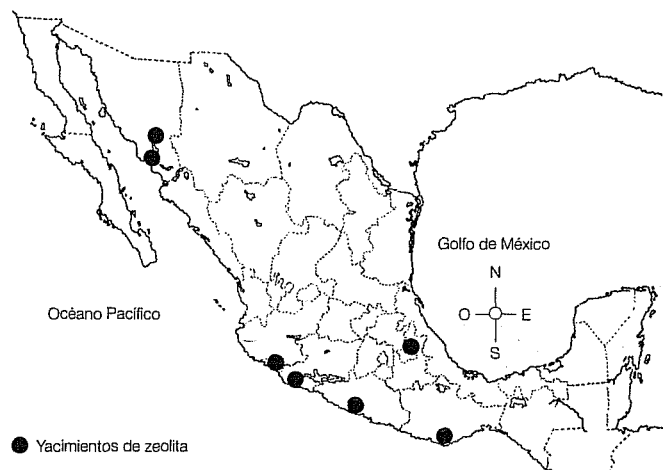 Golfo de México
N
O E
S
Océano Pacífico
Yacimientos de zeolita